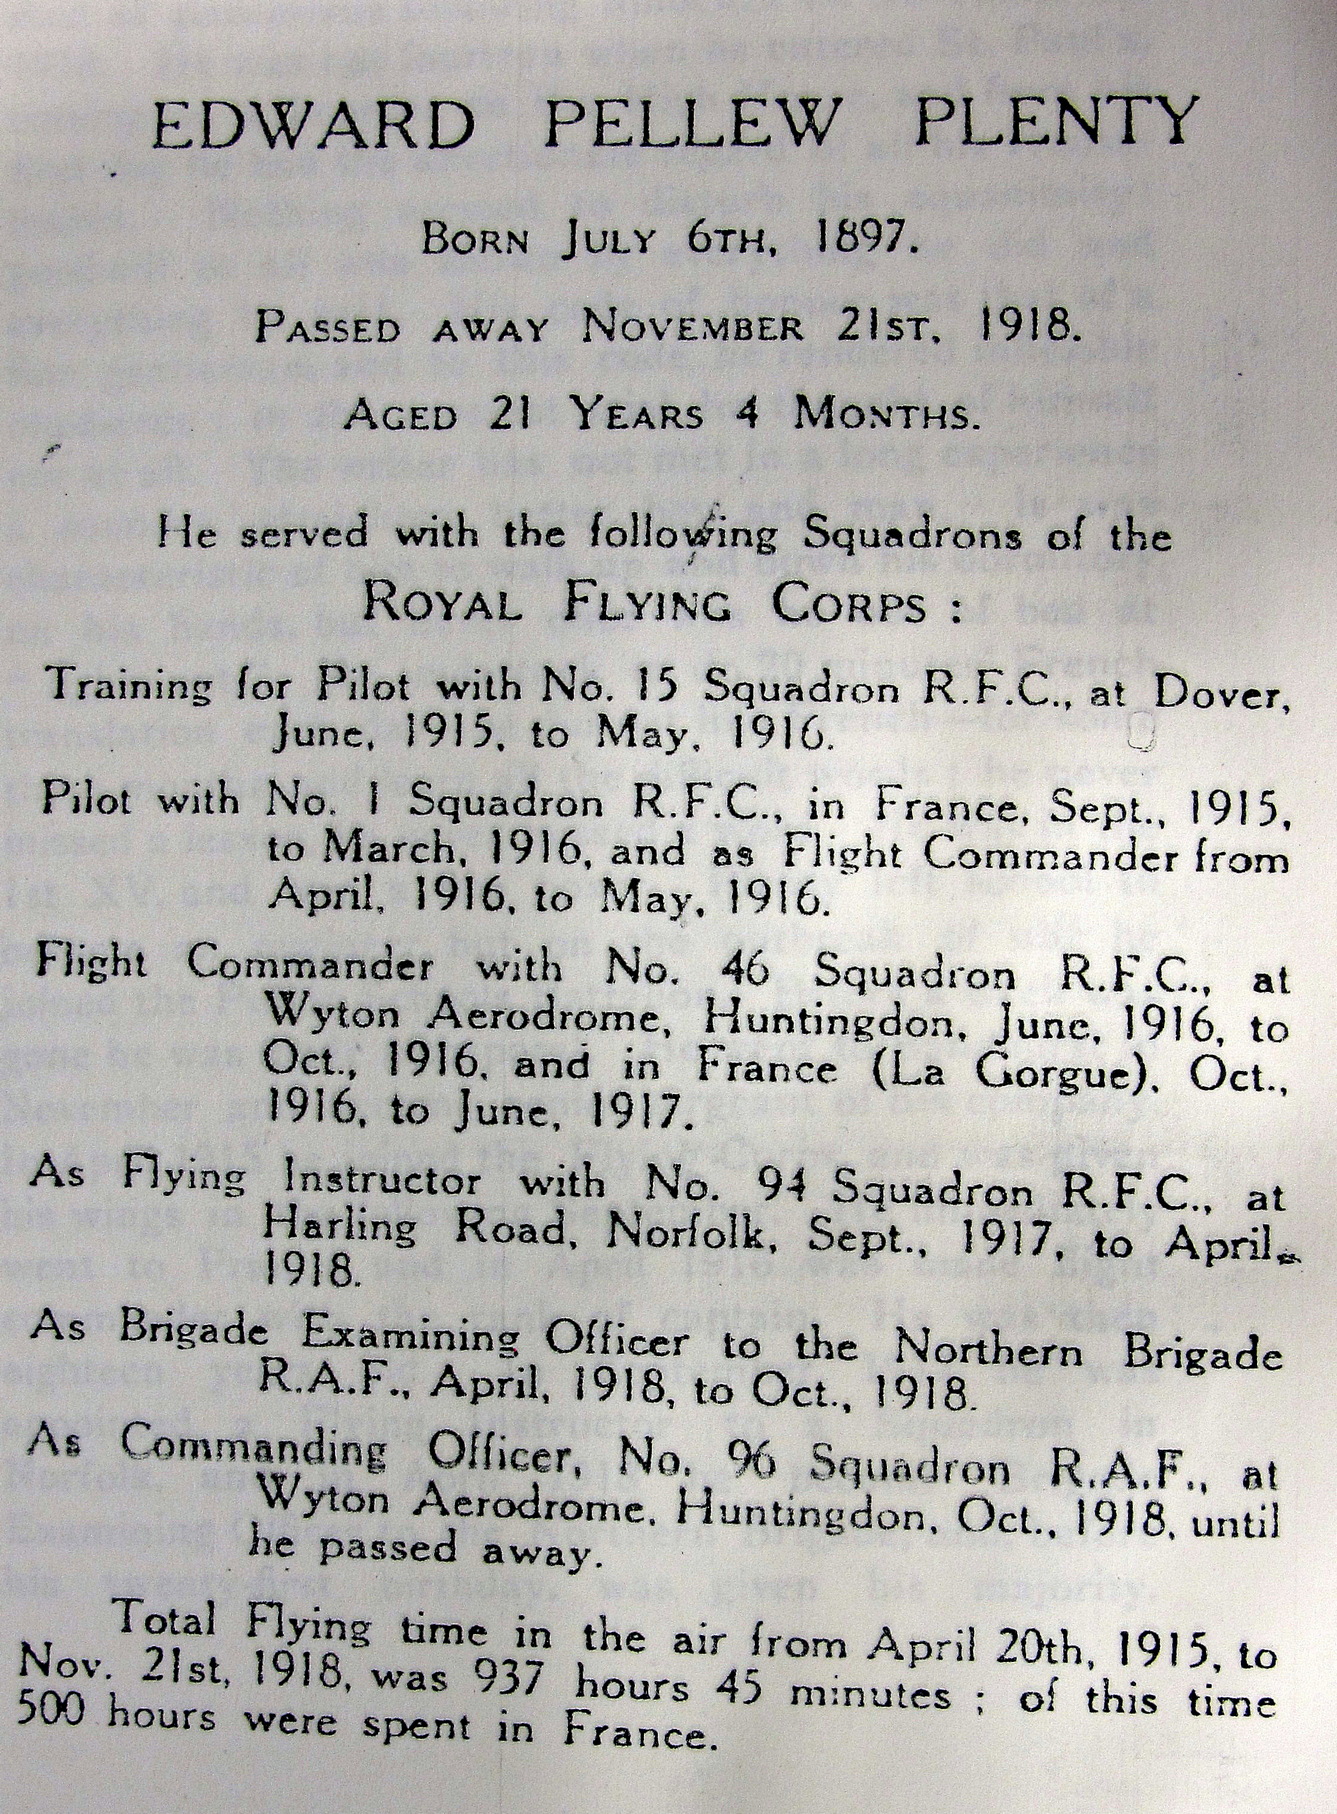 EDWARD PELLEW PLENTY
BORN JULY 6TH, 1897.
PASSED AWAY NOVEMBER 21ST, 1918.
AGED 21 YEARS 4 MONTHS.
He served with the following Squadrons of the
ROYAL FLYING CORPS :
Training for Pilot with No. 15 Squadron R.F.C., at Dover,
June, 1915, to May, 1916.
Pilot with No. 1 Squadron R.F.C., in France, Sept., 1915,
to March, 1916, and as Flight Commander from
April, 1916, to May, 1916.
Flight Commander with No. 46 Squadron R.F.C., at
Wyton Aerodrome, Huntingdon, June, 1916, to
Oct., 1916, and in France (La Gorgue), Oct.,
1916, to June, 1917.
As Flying Instructor with No. 94 Squadron R.F.C., at
Harling Road, Norfolk, Sept., 1917, to April,
1918.
As Brigade Examining Officer to the Northern Brigade
R.A.F., April, 1918, to Oct., 1918.
As Commanding Officer, No. 96 Squadron R.A.F., at
Wyton Aerodrome, Huntingdon, Oct., 1918, until
he passed away.
Total Flying time in the air from April 20th, 1915, to
Nov. 21st, 1918, was 937 hours 45 minutes ; of this time
500 hours were spent in France.